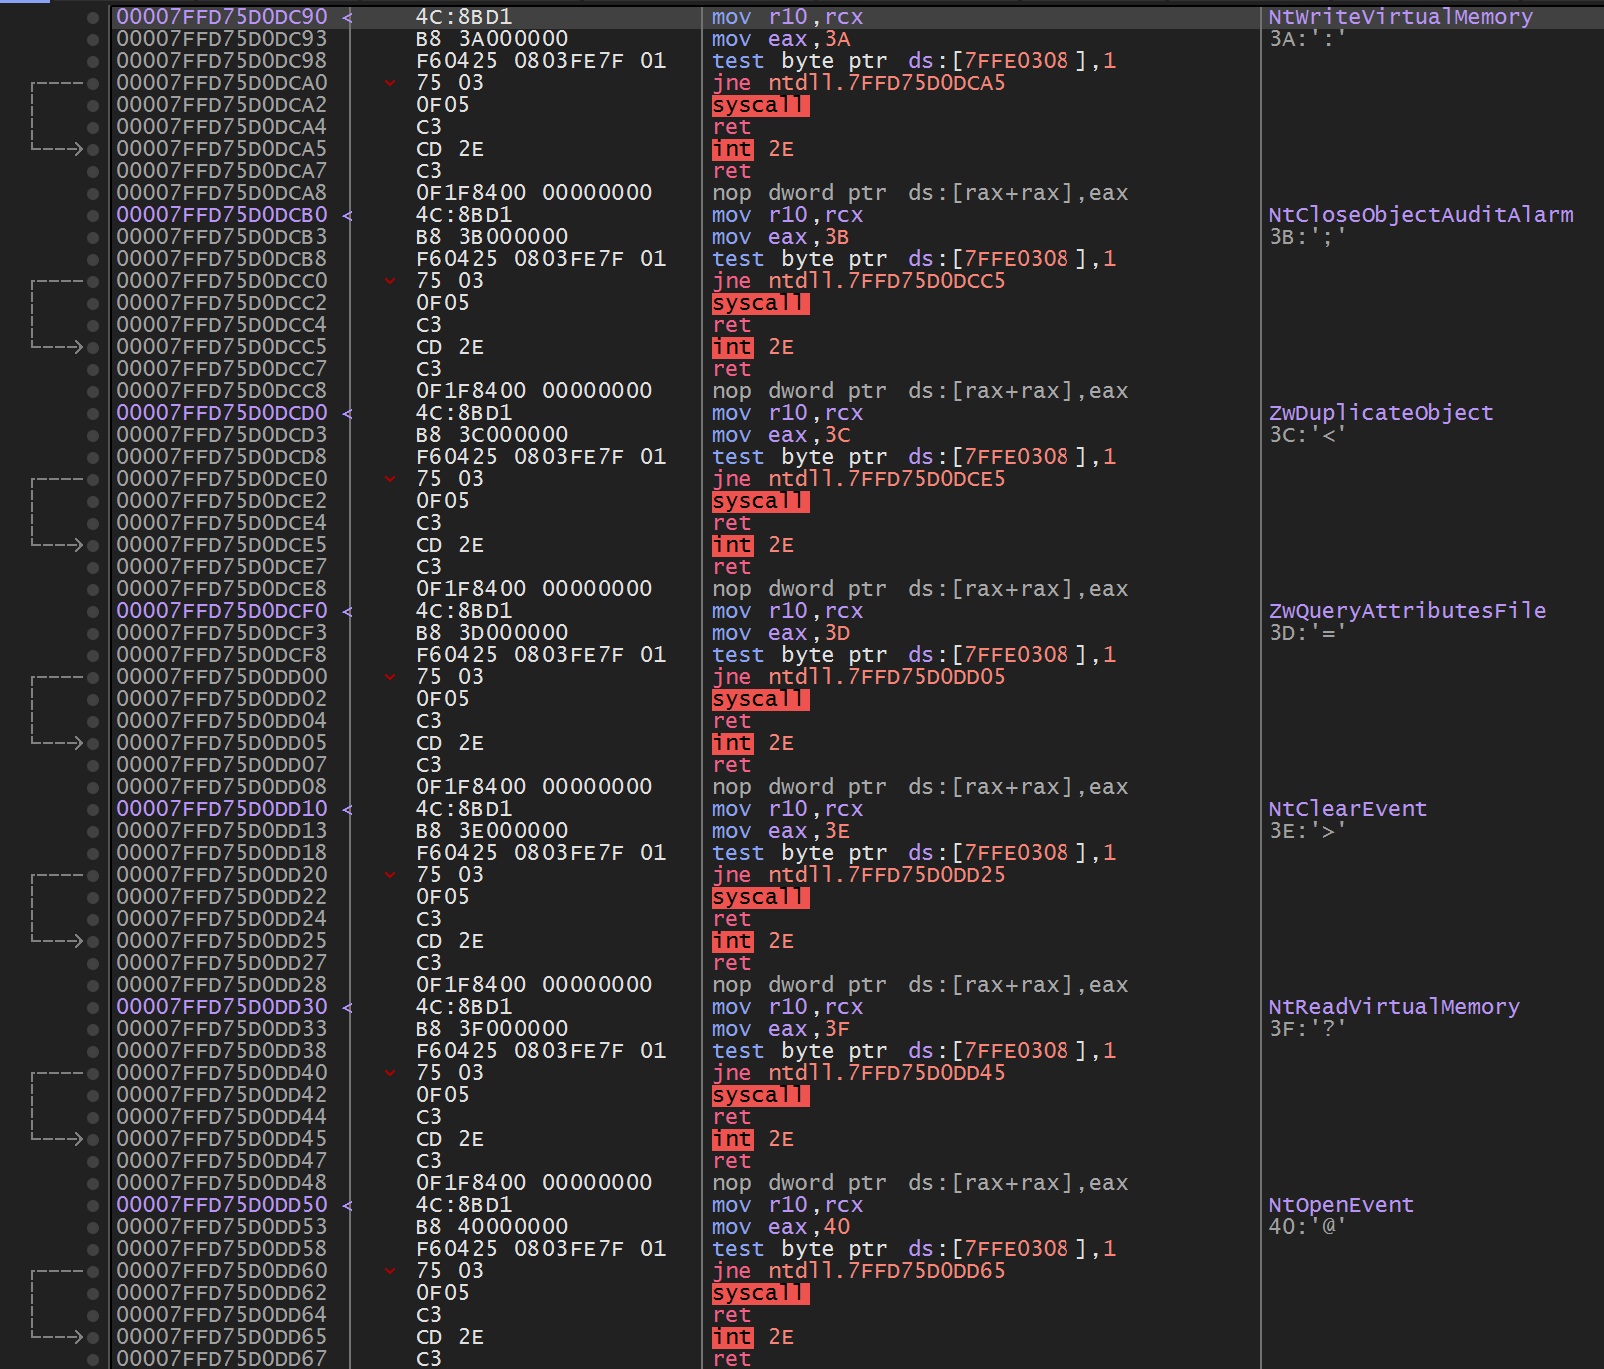 00007FFD75D0DC90 < 4C:8BD1 mov r10,rcx NtWriteVirtualMemory
00007FFD75D0DC93 B8 3A000000 mov eax,3A 3A:':'
00007FFD75D0DC98 F60425 0803FE7F 01 test byte ptr ds:[7FFE0308],1
00007FFD75D0DCA0 75 03 jne ntdll.7FFD75D0DCA5
00007FFD75D0DCA2 0F05 syscall
00007FFD75D0DCA4 C3 ret
00007FFD75D0DCA5 CD 2E int 2E
00007FFD75D0DCA7 C3 ret
00007FFD75D0DCA8 0F1F8400 00000000 nop dword ptr ds:[rax+rax],eax
00007FFD75D0DCB0 < 4C:8BD1 mov r10,rcx NtCloseObjectAuditAlarm
00007FFD75D0DCB3 B8 3B000000 mov eax,3B 3B:';'
00007FFD75D0DCB8 F60425 0803FE7F 01 test byte ptr ds:[7FFE0308],1
00007FFD75D0DCC0 75 03 jne ntdll.7FFD75D0DCC5
00007FFD75D0DCC2 0F05 syscall
00007FFD75D0DCC4 C3 ret
00007FFD75D0DCC5 CD 2E int 2E
00007FFD75D0DCC7 C3 ret
00007FFD75D0DCC8 0F1F8400 00000000 nop dword ptr ds:[rax+rax],eax
00007FFD75D0DCD0 < 4C:8BD1 mov r10,rcx ZwDuplicateObject
00007FFD75D0DCD3 B8 3C000000 mov eax,3C 3C:'<'
00007FFD75D0DCD8 F60425 0803FE7F 01 test byte ptr ds:[7FFE0308],1
00007FFD75D0DCE0 75 03 jne ntdll.7FFD75D0DCE5
00007FFD75D0DCE2 0F05 syscall
00007FFD75D0DCE4 C3 ret
00007FFD75D0DCE5 CD 2E int 2E
00007FFD75D0DCE7 C3 ret
00007FFD75D0DCE8 0F1F8400 00000000 nop dword ptr ds:[rax+rax],eax
00007FFD75D0DCF0 < 4C:8BD1 mov r10,rcx ZwQueryAttributesFile
00007FFD75D0DCF3 B8 3D000000 mov eax,3D 3D:'='
00007FFD75D0DCF8 F60425 0803FE7F 01 test byte ptr ds:[7FFE0308],1
00007FFD75D0DD00 75 03 jne ntdll.7FFD75D0DD05
00007FFD75D0DD02 0F05 syscall
00007FFD75D0DD04 C3 ret
00007FFD75D0DD05 CD 2E int 2E
00007FFD75D0DD07 C3 ret
00007FFD75D0DD08 0F1F8400 00000000 nop dword ptr ds:[rax+rax],eax
00007FFD75D0DD10 < 4C:8BD1 mov r10,rcx NtClearEvent
00007FFD75D0DD13 B8 3E000000 mov eax,3E 3E:'>'
00007FFD75D0DD18 F60425 0803FE7F 01 test byte ptr ds:[7FFE0308],1
00007FFD75D0DD20 75 03 jne ntdll.7FFD75D0DD25
00007FFD75D0DD22 0F05 syscall
00007FFD75D0DD24 C3 ret
00007FFD75D0DD25 CD 2E int 2E
00007FFD75D0DD27 C3 ret
00007FFD75D0DD28 0F1F8400 00000000 nop dword ptr ds:[rax+rax],eax
00007FFD75D0DD30 < 4C:8BD1 mov r10,rcx NtReadVirtualMemory
00007FFD75D0DD33 B8 3F000000 mov eax,3F 3F:'?'
00007FFD75D0DD38 F60425 0803FE7F 01 test byte ptr ds:[7FFE0308],1
00007FFD75D0DD40 75 03 jne ntdll.7FFD75D0DD45
00007FFD75D0DD42 0F05 syscall
00007FFD75D0DD44 C3 ret
00007FFD75D0DD45 CD 2E int 2E
00007FFD75D0DD47 C3 ret
00007FFD75D0DD48 0F1F8400 00000000 nop dword ptr ds:[rax+rax],eax
00007FFD75D0DD50 < 4C:8BD1 mov r10,rcx NtOpenEvent
00007FFD75D0DD53 B8 40000000 mov eax,40 40:'@'
00007FFD75D0DD58 F60425 0803FE7F 01 test byte ptr ds:[7FFE0308],1
00007FFD75D0DD60 75 03 jne ntdll.7FFD75D0DD65
00007FFD75D0DD62 0F05 syscall
00007FFD75D0DD64 C3 ret
00007FFD75D0DD65 CD 2E int 2E
00007FFD75D0DD67 C3 ret